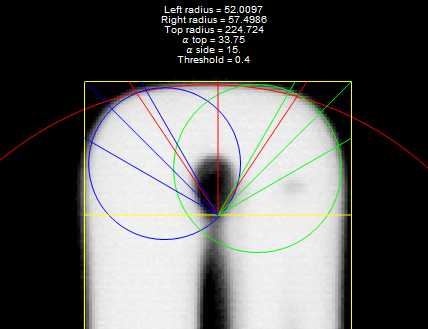 Left radius = 52.0097
Right radius = 57.4986
Top radius = 224.724
α top = 33.75
α side = 15.
Threshold = 0.4